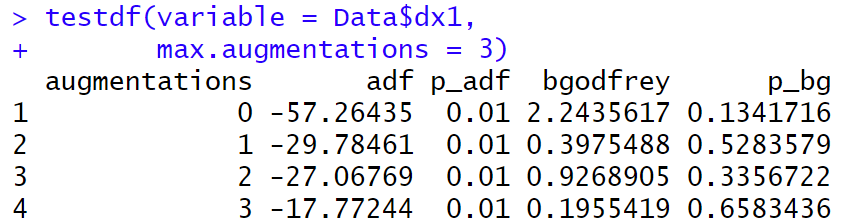 > testdf(variable = Data$dx1,
+        max.augmentations = 3)
  augmentations       adf p_adf  bgodfrey      p_bg
1             0 -57.26435  0.01 2.2435617 0.1341716
2             1 -29.78461  0.01 0.3975488 0.5283579
3             2 -27.06769  0.01 0.9268905 0.3356722
4             3 -17.77244  0.01 0.1955419 0.6583436